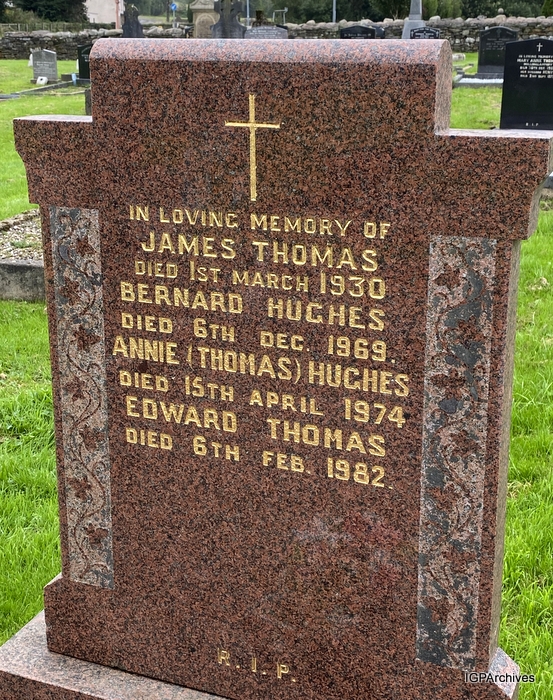 IN LOVING MEMORY OF
JAMES THOMAS
DIED 1ST MARCH 1930
BERNARD HUGHES
DIED 6TH DEC. 1969.
ANNIE (THOMAS) HUGHES
DIED 15TH APRIL 1974
EDWARD THOMAS
DIED 6TH FEB. 1982.
R.I.P.
R.I.P
IGPArchives